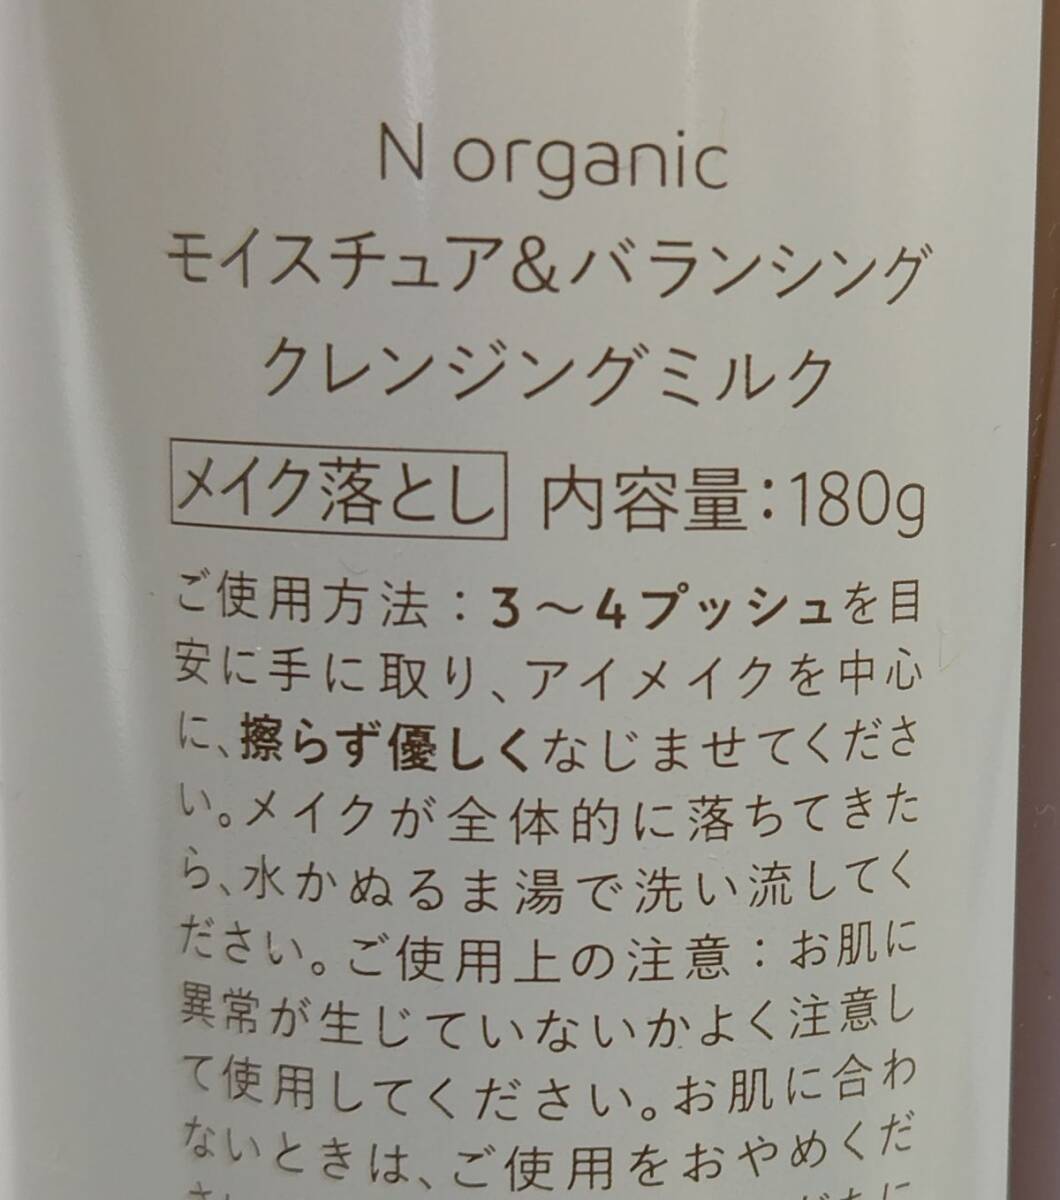 N organic
モイスチュア&バランシング
クレンジングミルク
メイク落とし 内容量:180g
ご使用方法:3〜4プッシュを目
安に手に取り、アイメイクを中心
に、擦らず優しくなじませてくださ
い。メイクが全体的に落ちてきた
ら、水かぬるま湯で洗い流してく
ださい。ご使用上の注意:お肌に
異常が生じていないかよく注意し
て使用してください。お肌に合わ
ないときは、ご使用をおやめくだ